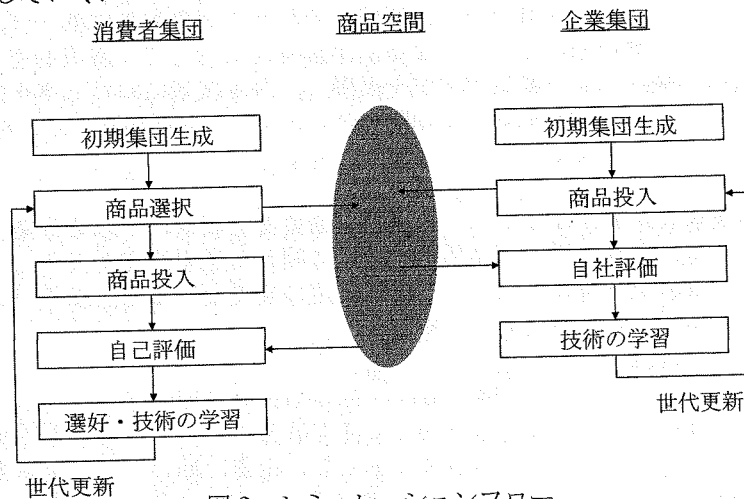 消費者集団
商品空間
企業集団
初期集団生成
商品選択
商品投入
自己評価
選好・技術の学習
世代更新
初期集団生成
商品投入
自社評価
技術の学習
世代更新